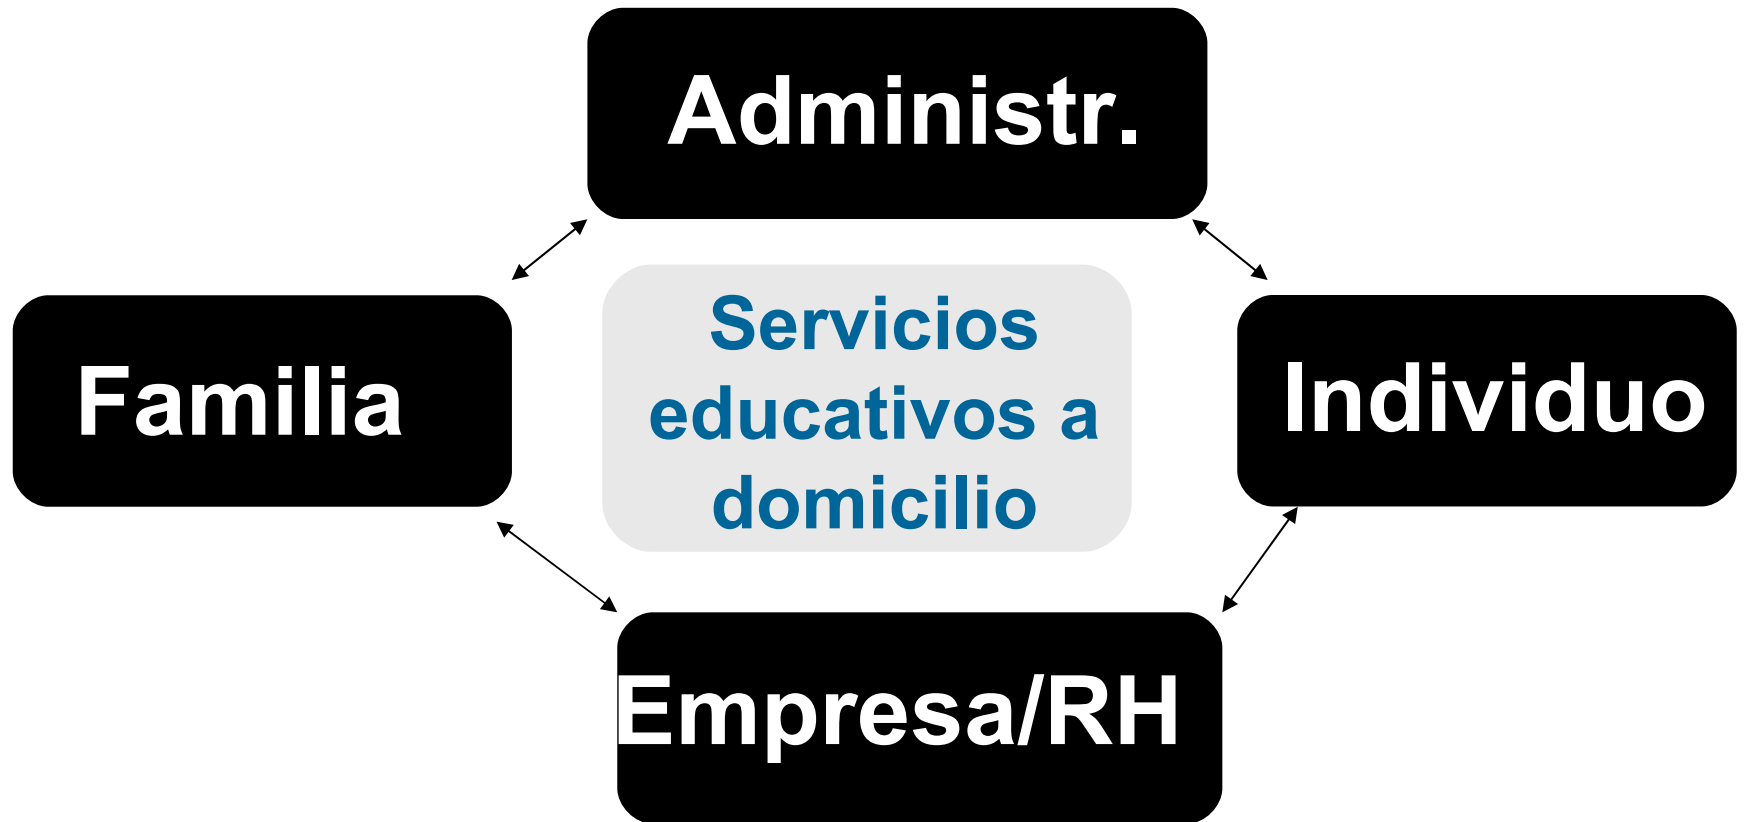 Administr.
Servicios
educativos a
domicilio
Familia
Individuo
Empresa/RH